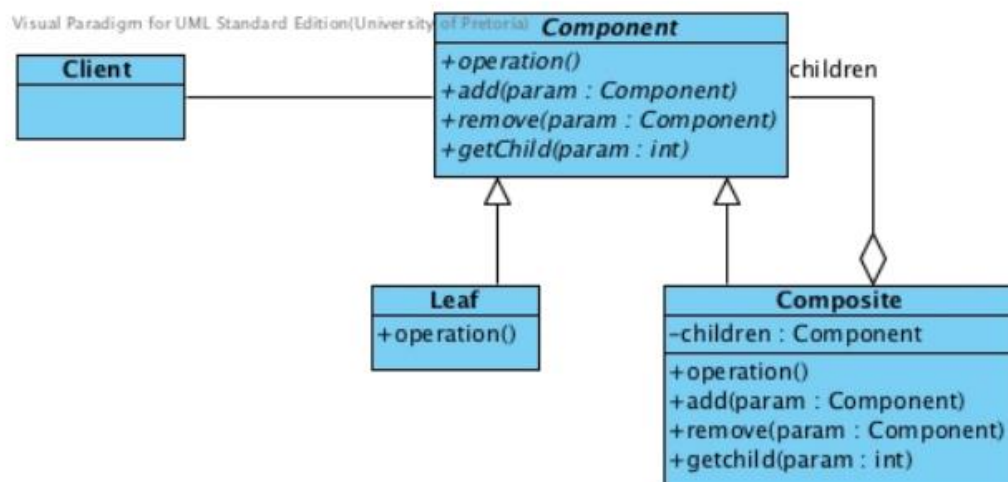 Visual Paradigm for UML Standard Edition(University of Pretoria)
Component
+operation()
+add(param : Component)
+remove(param : Component)
+getChild(param : int)
Client
children
Leaf
+operation()
Composite
-children : Component
+operation()
+add(param : Component)
+remove(param : Component)
+getchild(param : int)